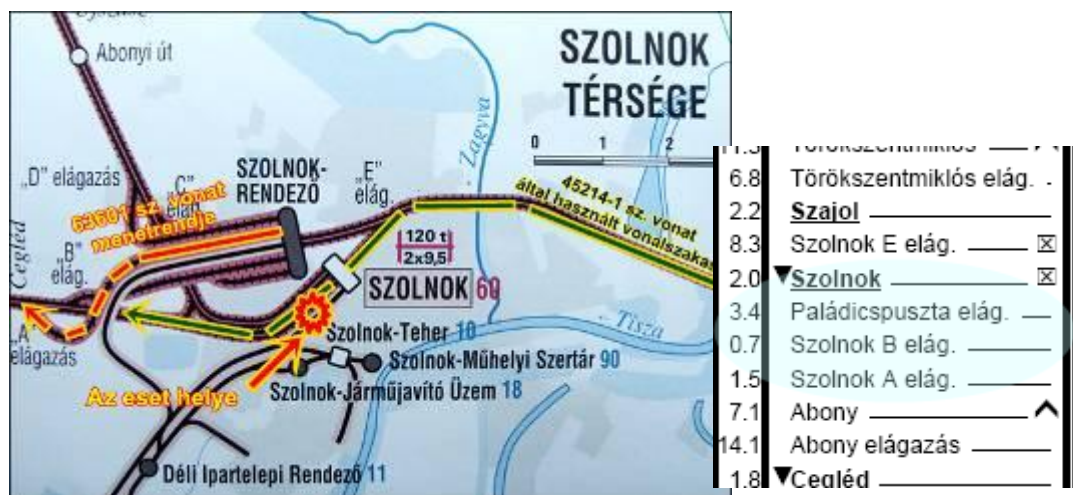 Abonyi út
SZOLNOK
TÉRSÉGE
0 1 2
Zagyva
„D” elágazás
„C”
elág.
SZOLNOK-
RENDEZŐ
„E”
elág.
63601 sz. vonat
menetrendje
45214-1 sz. vonat
által használt vonalszakasz
Cegléd
„B”
elág.
120 t
2x9,5
SZOLNOK 60
„A”
elágazás
Tisza
Szolnok-Teher 10
Szolnok-Műhelyi Szertár 90
Szolnok-Járműjavító Üzem 18
Az eset helye
Déli Ipartelepi Rendező 11
11.3 Törökszentmiklós
6.8 Törökszentmiklós elág.
2.2 Szajol
8.3 Szolnok E elág.
2.0 Szolnok
3.4 Paládicspuszta elág.
0.7 Szolnok B elág.
1.5 Szolnok A elág.
7.1 Abony
14.1 Abony elágazás
1.8 Cegléd